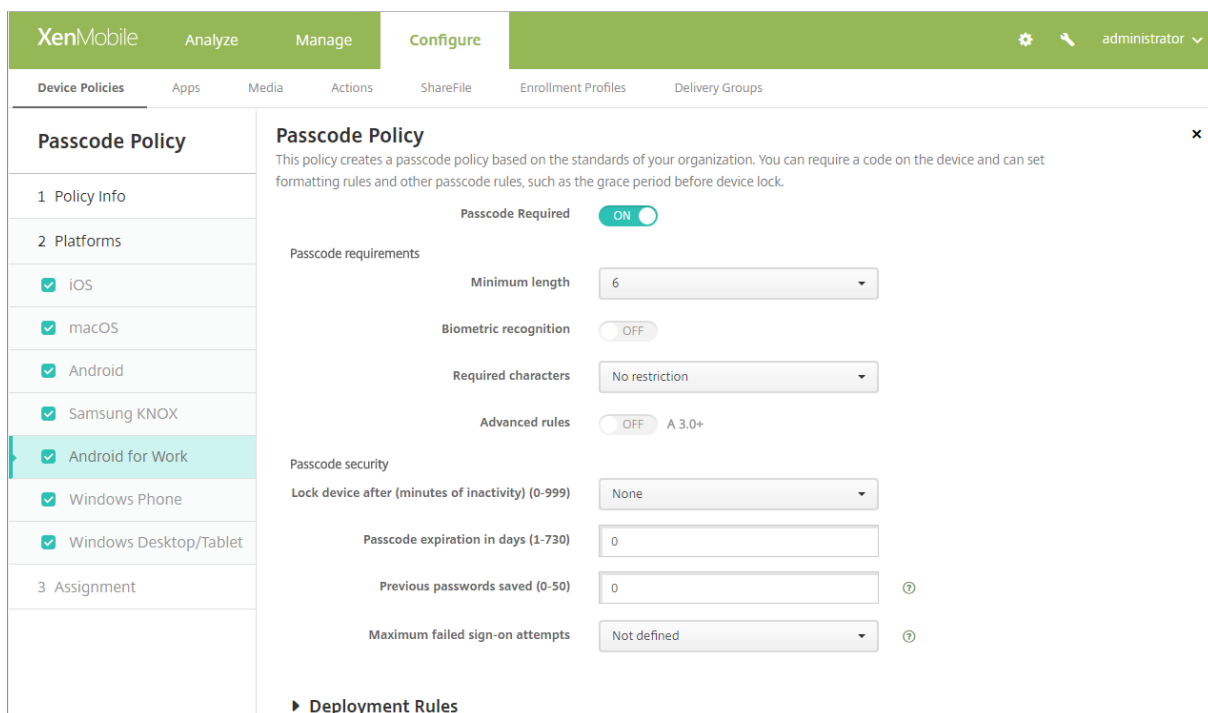 XenMobile Analyze Manage Configure administrator
Device Policies Apps Media Actions ShareFile Enrollment Profiles Delivery Groups
Passcode Policy
1 Policy Info
2 Platforms
iOS
macOS
Android
Samsung KNOX
Android for Work
Windows Phone
Windows Desktop/Tablet
3 Assignment
Passcode Policy
This policy creates a passcode policy based on the standards of your organization. You can require a code on the device and can set
formatting rules and other passcode rules, such as the grace period before device lock.
Passcode Required ON
Passcode requirements
Minimum length 6
Biometric recognition OFF
Required characters No restriction
Advanced rules OFF A 3.0+
Passcode security
Lock device after (minutes of inactivity) (0-999) None
Passcode expiration in days (1-730) 0
Previous passwords saved (0-50) 0
Maximum failed sign-on attempts Not defined
Deployment Rules